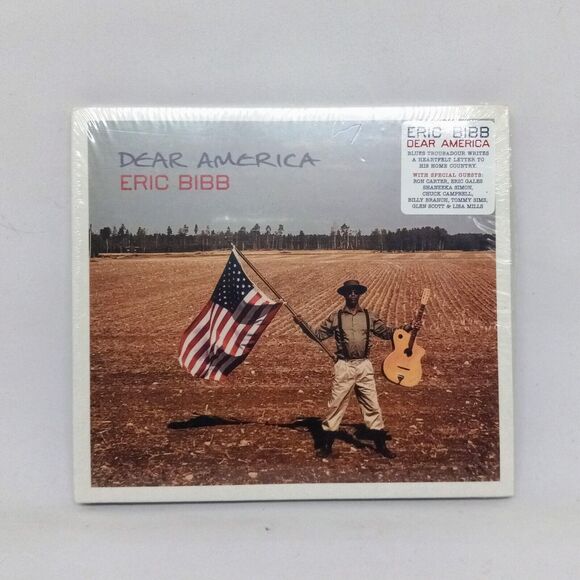 DEAR AMERICA
ERIC BIBB
ERIC BIBB
DEAR AMERICA
BLUES TROUBADOUR WRITES
A HEARTFELT LETTER TO
HIS HOME COUNTRY.
WITH SPECIAL GUESTS:
RON CARTER, ERIC GALES
SHANEEKA SIMON,
CHUCK CAMPBELL,
BILLY BRANCH, TOMMY SIMS,
GLEN SCOTT & LISA MILLS